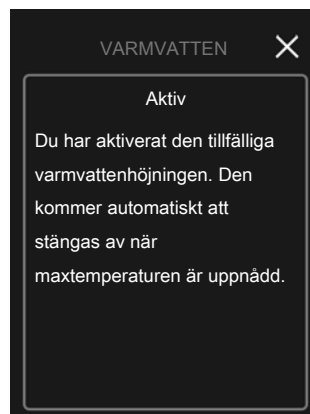 VARMVATTEN
Aktiv
Du har aktiverat den tillfälliga
varmvattenhöjningen. Den
kommer automatiskt att
stängas av när
maxtemperaturen är uppnådd.